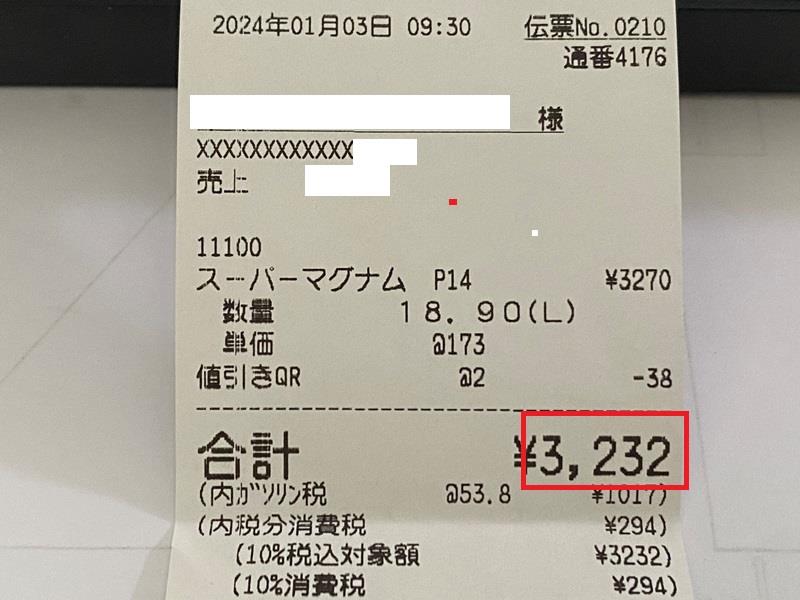 2024年01月03日 09:30 伝票No.0210
通番4176
様
XXXXXXXXXXXX
売上
11100
スーパーマグナム P14 ¥3270
数量 18.90(L)
単価 @173
値引きQR @2 -38
合計 ¥3,232
(内ガソリン税 @53.8 ¥1017)
(内税分消費税 ¥294)
(10%税込対象額 ¥3232)
(10%消費税 ¥294)